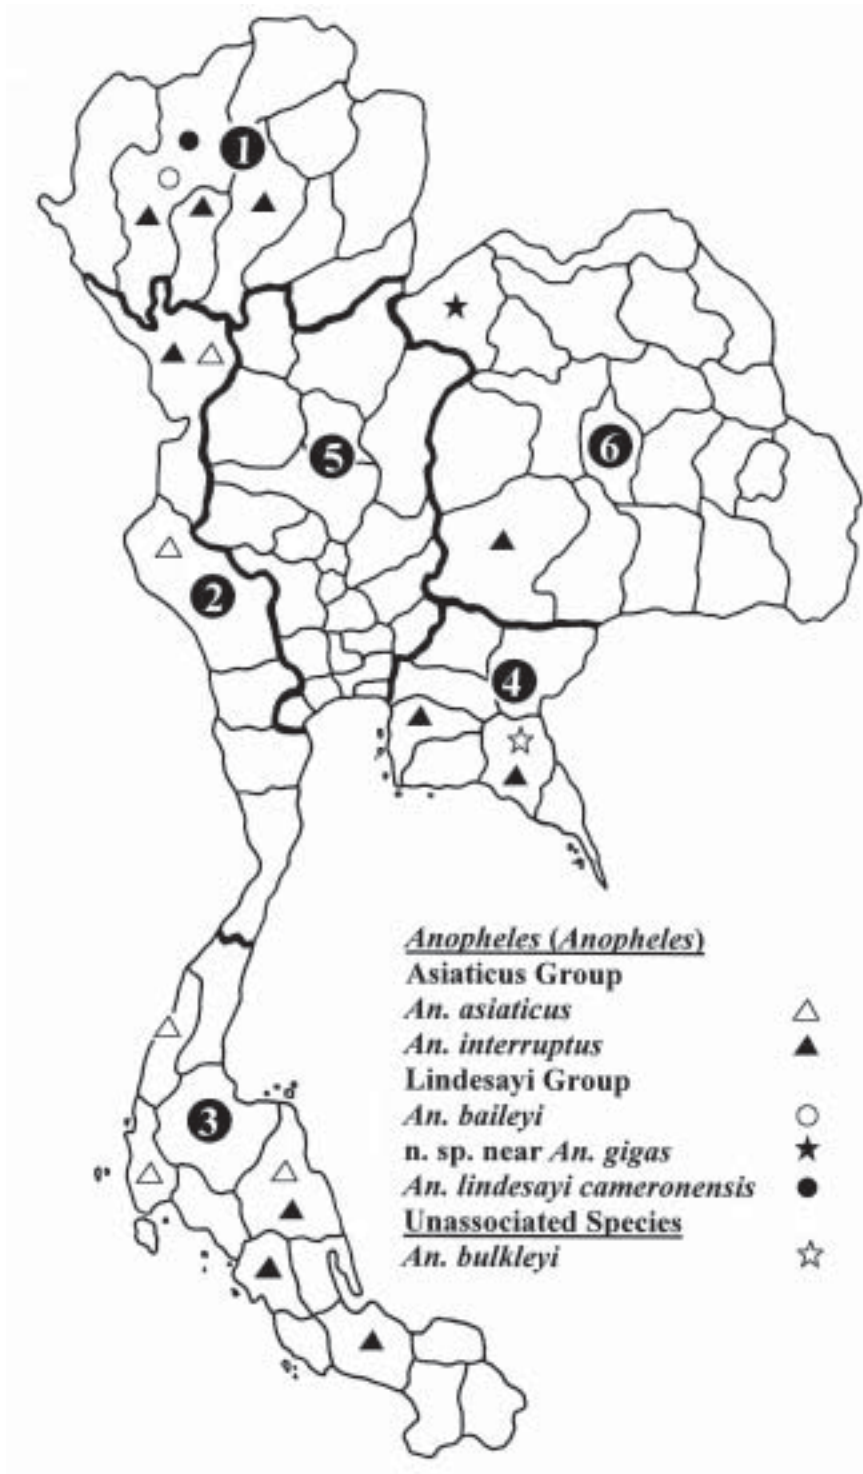 1
5
6
2
4
3
Anopheles (Anopheles)
Asiaticus Group
An. asiaticus
An. interruptus
Lindesayi Group
An. baileyi
n. sp. near An. gigas
An. lindesayi cameronensis
Unassociated Species
An. bulkleyi